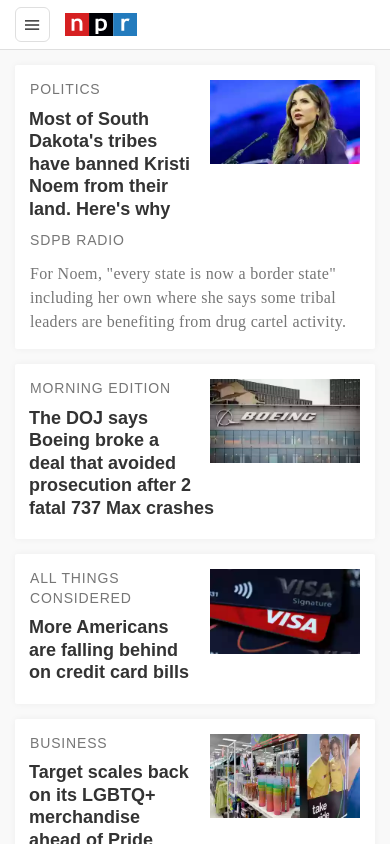 npr
POLITICS
Most of South
Dakota's tribes
have banned Kristi
Noem from their
land. Here's why
SDPB RADIO
For Noem, "every state is now a border state"
including her own where she says some tribal
leaders are benefiting from drug cartel activity.
MORNING EDITION
The DOJ says
Boeing broke a
deal that avoided
prosecution after 2
fatal 737 Max crashes
BOEING
ALL THINGS
CONSIDERED
More Americans
are falling behind
on credit card bills
VISA
Signature
VISA
BUSINESS
Target scales back
on its LGBTQ+
merchandise
ahead of Pride
take